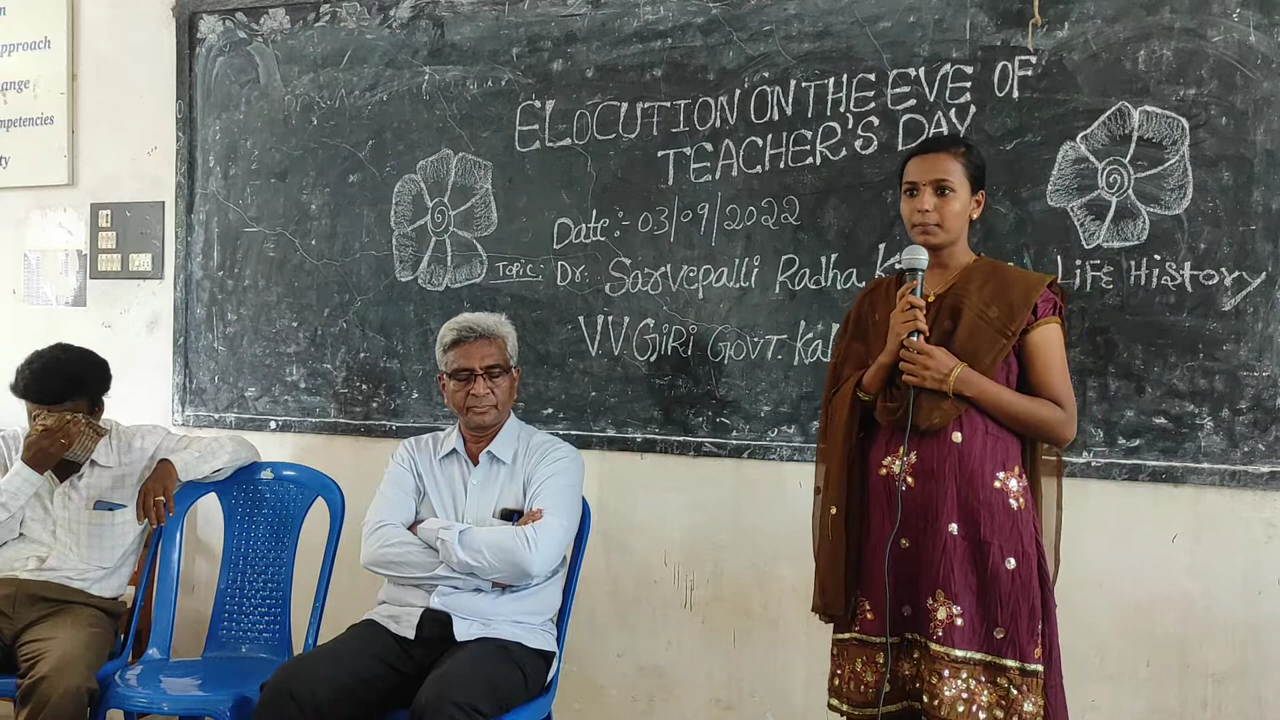 pproach
ange
mpetencies
ELOCUTION ON THE EVE OF
TEACHER'S DAY
Date:- 03/09/2022
Topic: Dr. Sarvepalli Radha K Life History
V.V.GIRI GOVT. Kal